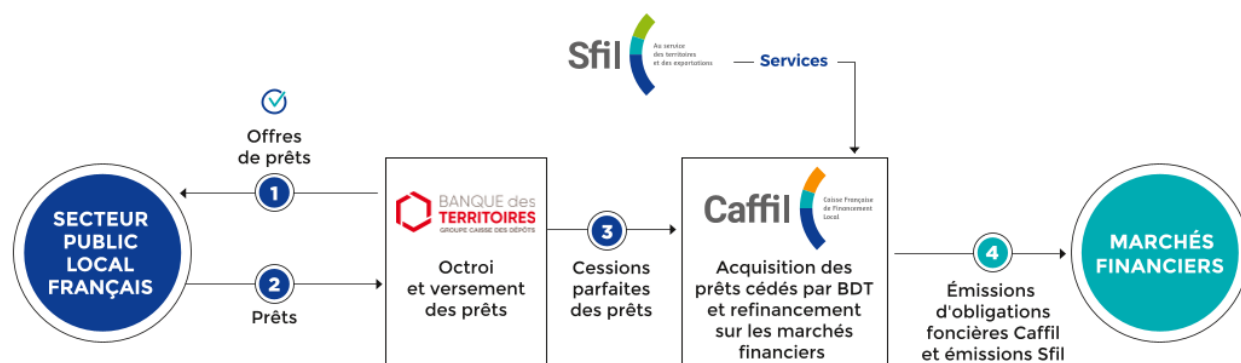 Sfil
Au service
des territoires
et des exportations
Services
Offres
de prêts
1
SECTEUR
PUBLIC
LOCAL
FRANÇAIS
2
Prêts
BANQUE des
TERRITOIRES
GROUPE CAISSE DES DÉPÔTS
Octroi
et versement
des prêts
3
Cessions
parfaites
des prêts
Caffil
Caisse Française
de Financement
Local
Acquisition des
prêts cédés par BDT
et refinancement
sur les marchés
financiers
4
Émissions
d'obligations
foncières Caffil
et émissions Sfil
MARCHÉS
FINANCIERS